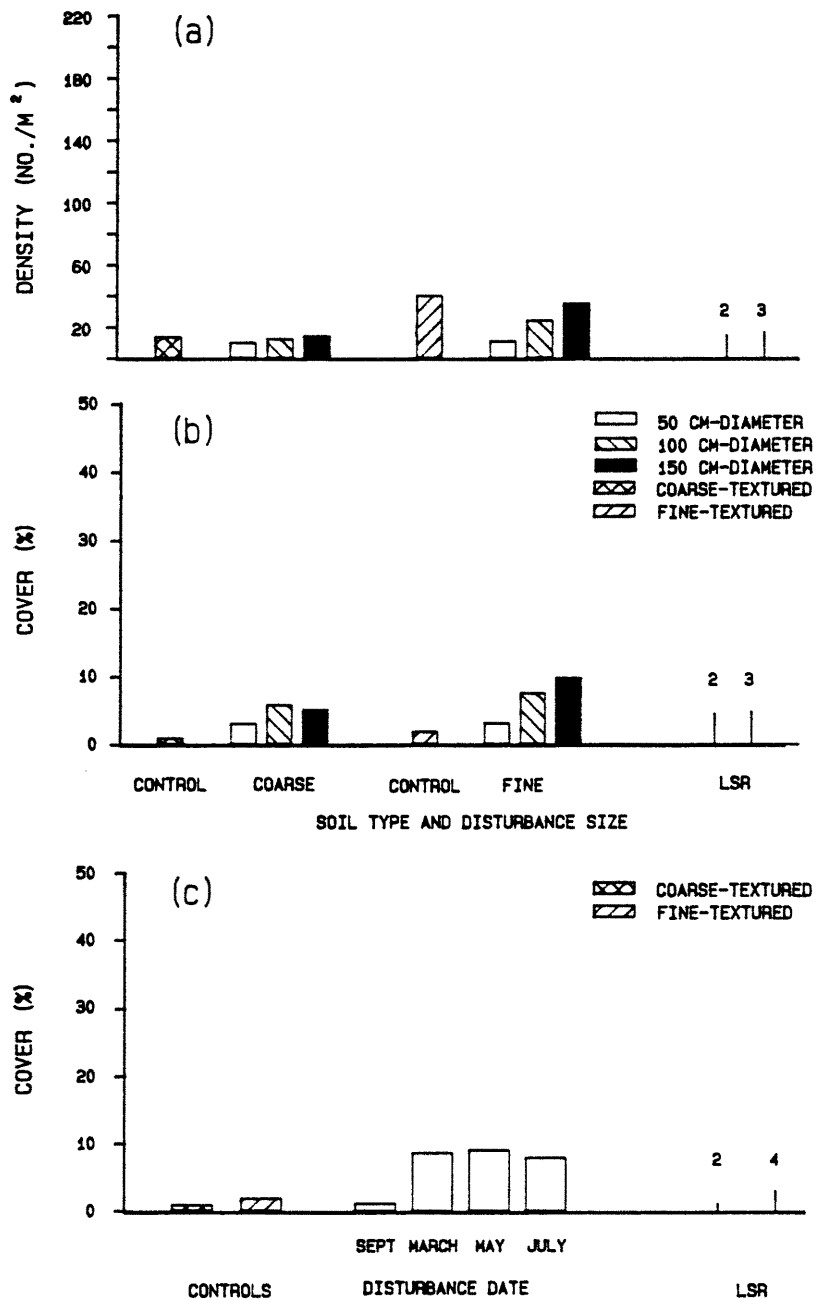 (a)
220
180
140
100
60
20
DENSITY (NO./M²)
2 3
(b)
50
40
30
20
10
0
COVER (%)
50 CM-DIAMETER
100 CM-DIAMETER
150 CM-DIAMETER
COARSE-TEXTURED
FINE-TEXTURED
2 3
CONTROL COARSE CONTROL FINE LSR
SOIL TYPE AND DISTURBANCE SIZE
(c)
50
40
30
20
10
0
COVER (%)
COARSE-TEXTURED
FINE-TEXTURED
2 4
SEPT MARCH MAY JULY
CONTROLS DISTURBANCE DATE LSR